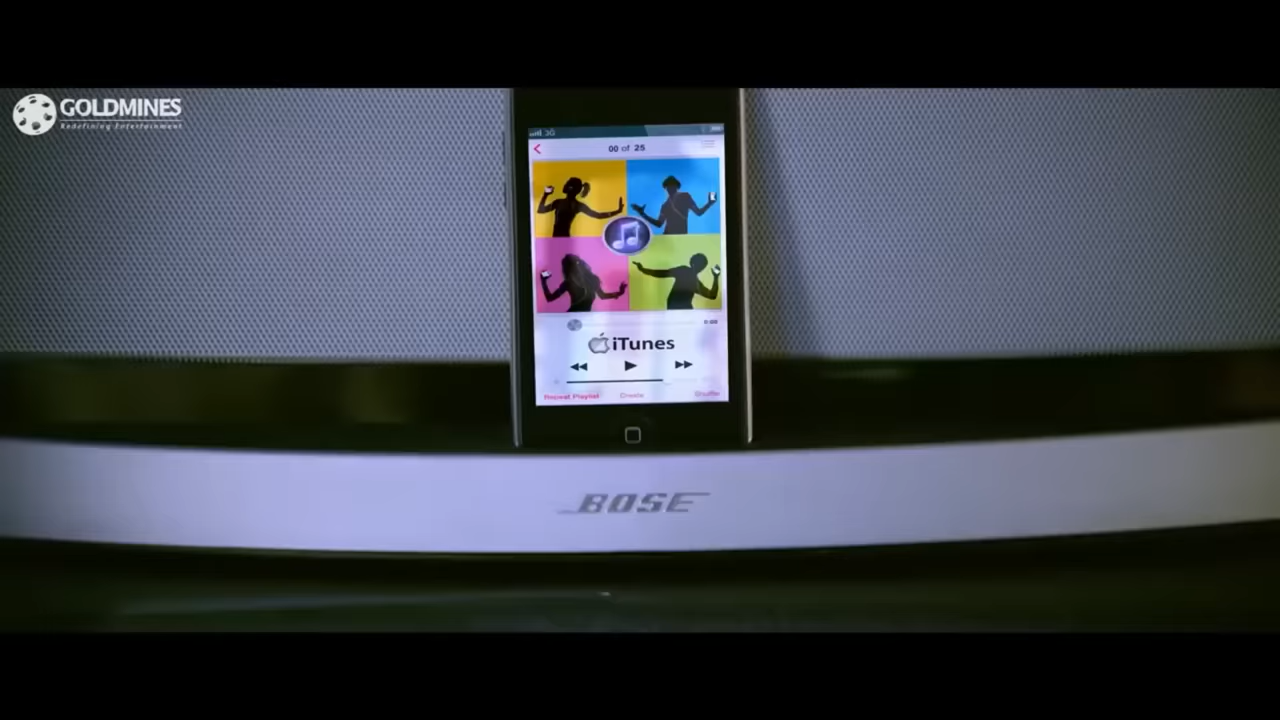 GOLDMINES
Redefining Entertainment
3G
00 of 25
0:00
iTunes
Repeat Playlist Create Shuffle
BOSE